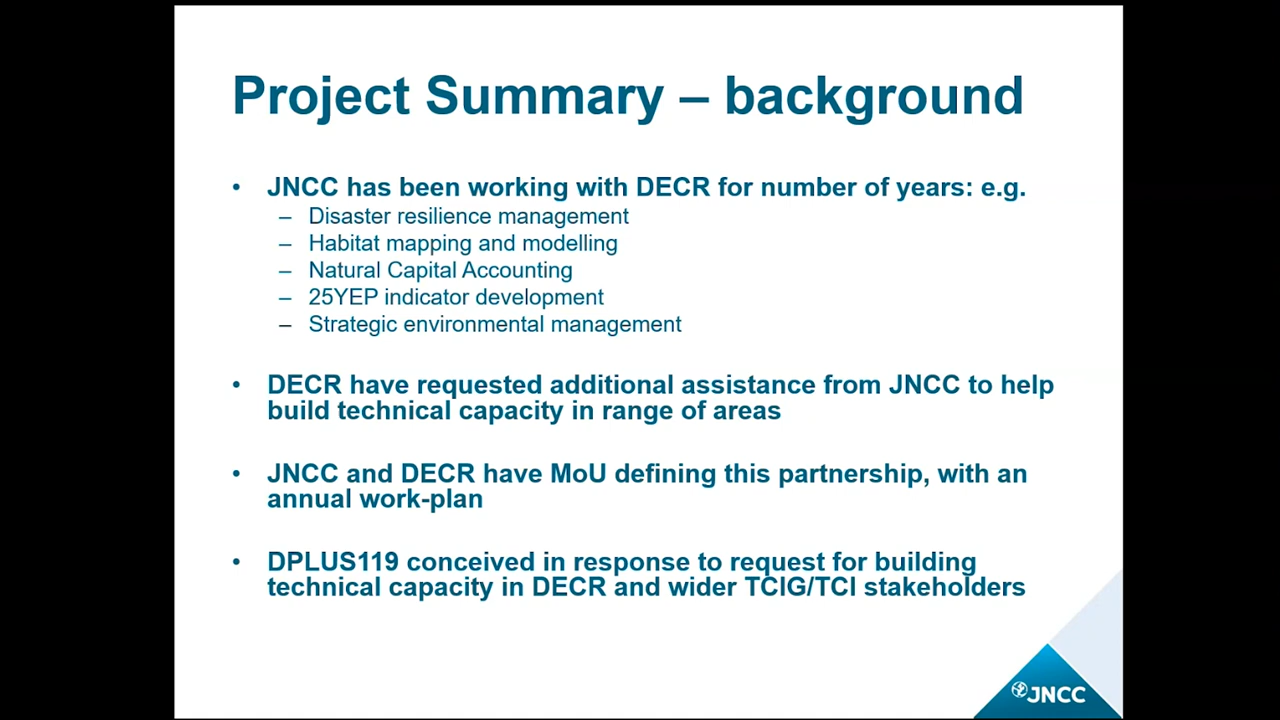 Project Summary – background
• JNCC has been working with DECR for number of years: e.g.
– Disaster resilience management
– Habitat mapping and modelling
– Natural Capital Accounting
– 25YEP indicator development
– Strategic environmental management
• DECR have requested additional assistance from JNCC to help
build technical capacity in range of areas
• JNCC and DECR have MoU defining this partnership, with an
annual work-plan
• DPLUS119 conceived in response to request for building
technical capacity in DECR and wider TCIG/TCI stakeholders
JNCC